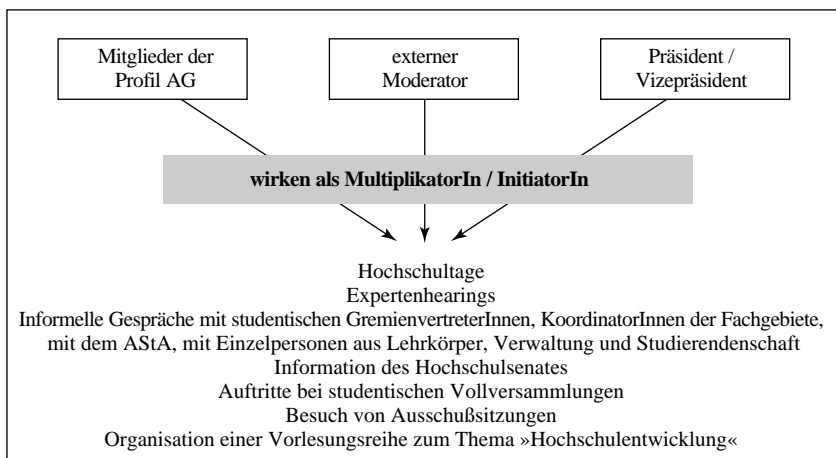 Mitglieder der
Profil AG
externer
Moderator
Präsident /
Vizepräsident
wirken als MultiplikatorIn / InitiatorIn
Hochschultage
Expertenhearings
Informelle Gespräche mit studentischen GremienvertreterInnen, KoordinatorInnen der Fachgebiete,
mit dem AStA, mit Einzelpersonen aus Lehrkörper, Verwaltung und Studierendenschaft
Information des Hochschulsenates
Auftritte bei studentischen Vollversammlungen
Besuch von Ausschußsitzungen
Organisation einer Vorlesungsreihe zum Thema »Hochschulentwicklung«